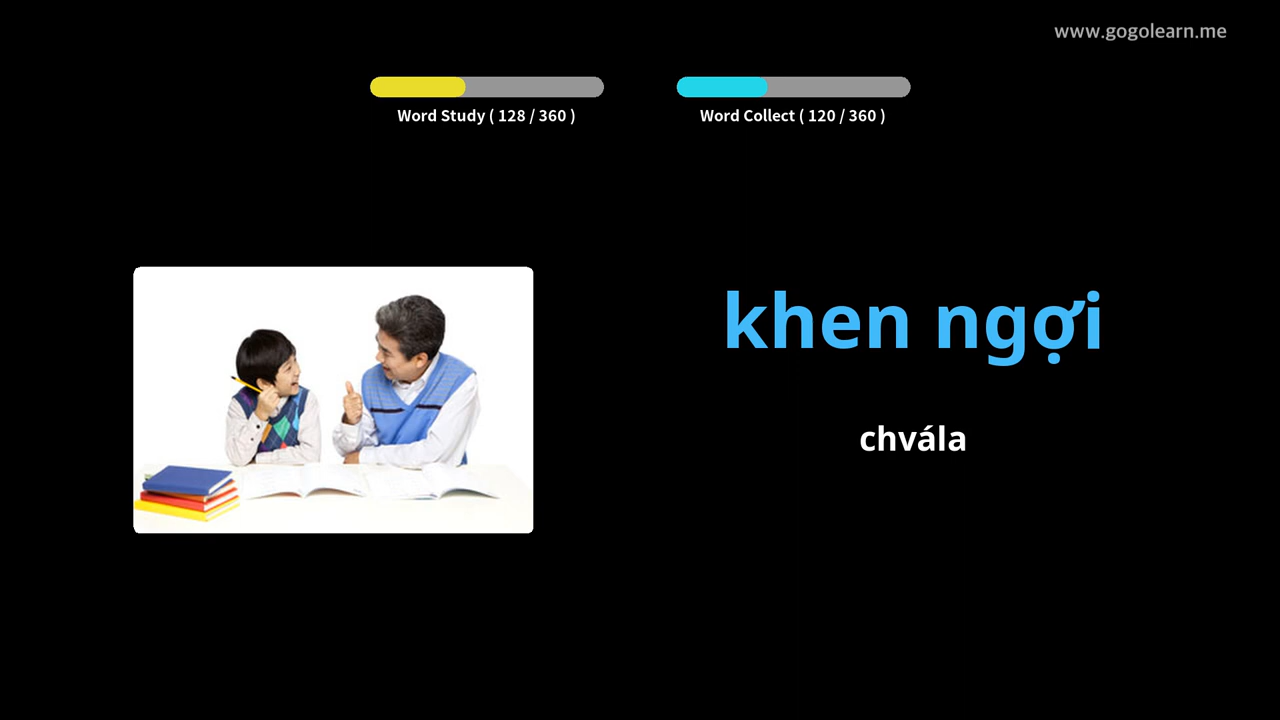 www.gogolearn.me
Word Study ( 128 / 360 )
Word Collect ( 120 / 360 )
khen ngợi
chvála